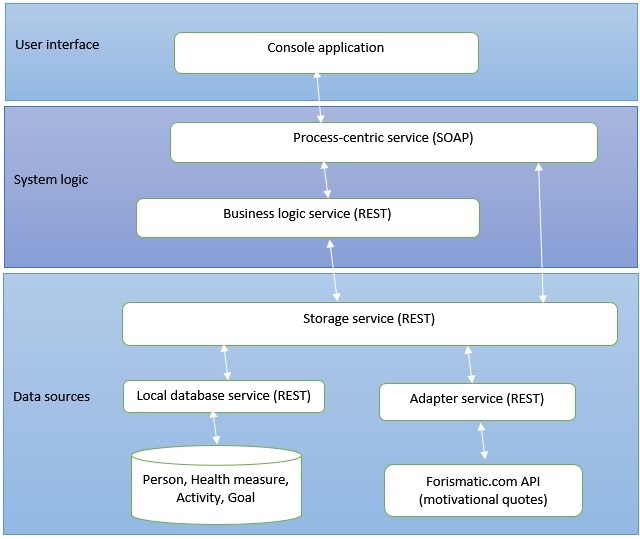 User interface
Console application
Process-centric service (SOAP)
System logic
Business logic service (REST)
Storage service (REST)
Data sources
Local database service (REST)
Adapter service (REST)
Person, Health measure,
Activity, Goal
Forismatic.com API
(motivational quotes)